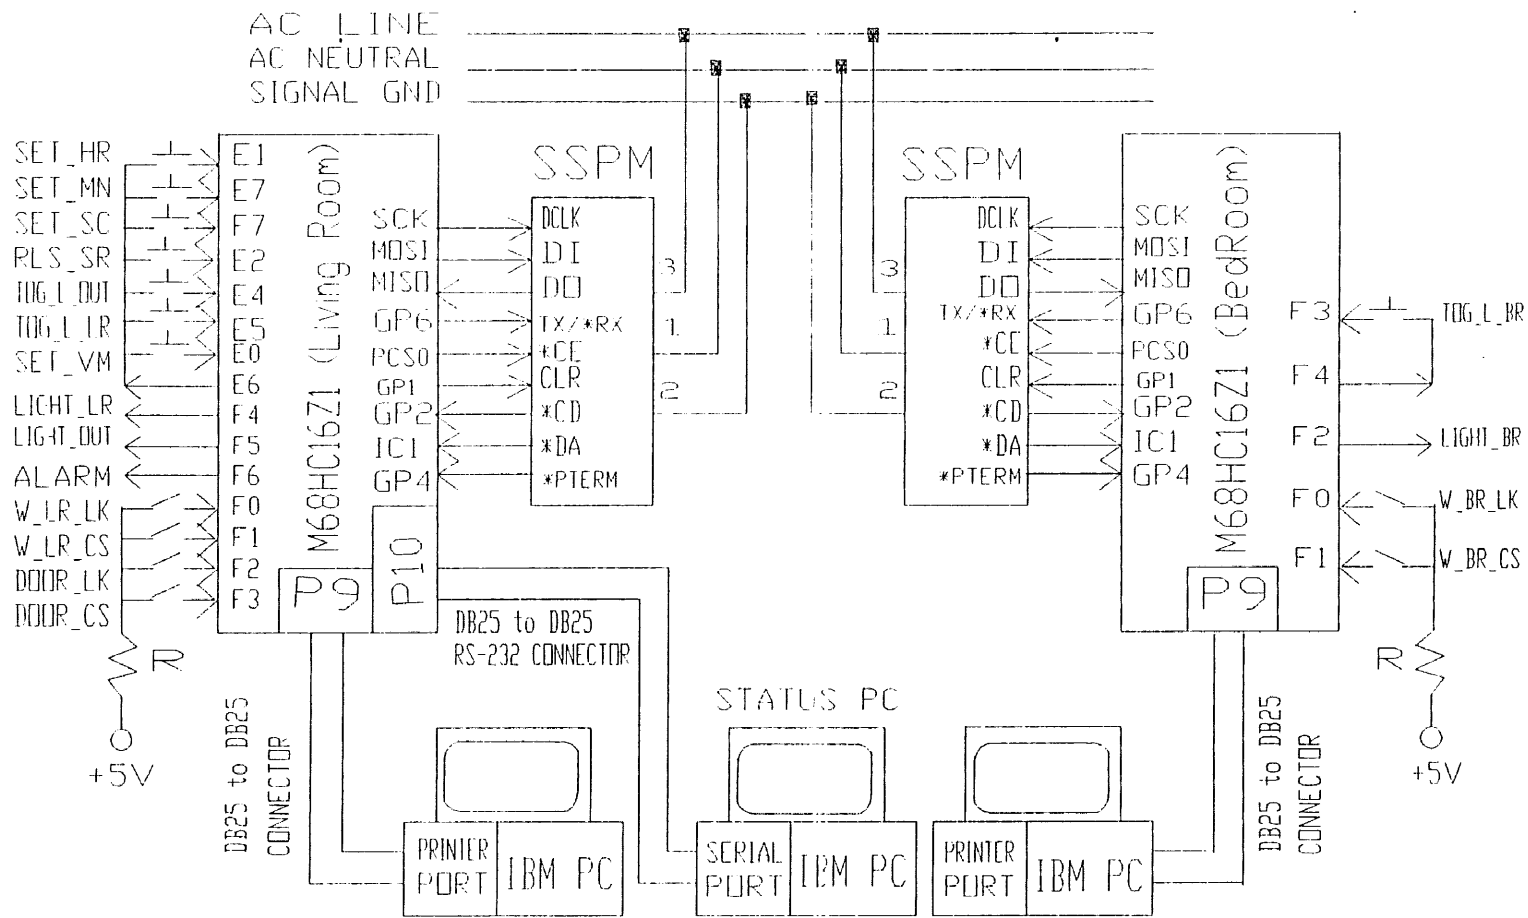 AC LINE
AC NEUTRAL
SIGNAL GND
SET_HR
SET_MN
SET_SC
RLS_SR
TOG_L_OUT
TOG_L_LR
SET_VM
LICHT_LR
LIGHT_OUT
ALARM
W_LR_LK
W_LR_CS
DOOR_LK
DOOR_CS
R
+5V
E1
E7
F7
E2
E4
E5
E0
E6
F4
F5
F6
F0
F1
F2
F3
M68HC16Z1 (Living Room)
SCK
MOSI
MISO
GP6
PCS0
GP1
GP2
IC1
GP4
P9
P10
SSPM
DCLK
DI
DO
TX/*RX
*CE
CLR
*CD
*DA
*PTERM
3
1
2
SSPM
DCLK
DI
DO
TX/*RX
*CE
CLR
*CD
*DA
*PTERM
3
1
2
SCK
MOSI
MISO
GP6
PCS0
GP1
GP2
IC1
GP4
M68HC16Z1 (BedRoom)
F3
F4
F2
F0
F1
P9
TOG_L_BR
LIGHT_BR
W_BR_LK
W_BR_CS
R
+5V
DB25 to DB25
RS-232 CONNECTOR
DB25 to DB25
CONNECTOR
STATUS PC
DB25 to DB25
CONNECTOR
PRINTER
PORT
IBM PC
SERIAL
PORT
IBM PC
PRINTER
PORT
IBM PC